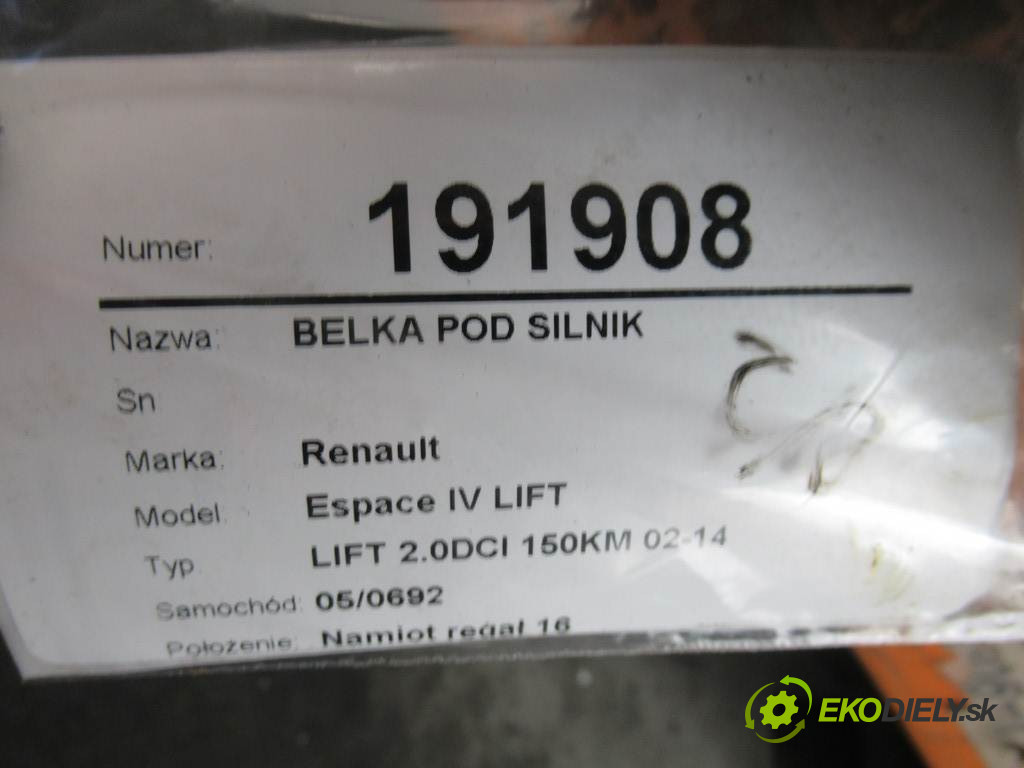 Numer: 191908
Nazwa: BELKA POD SILNIK
Sn
Marka: Renault
Model: Espace IV LIFT
Typ LIFT 2.0DCI 150KM 02-14
Samochód: 05/0692
Położenie: Namiot regał 16
EKODIELY.sk